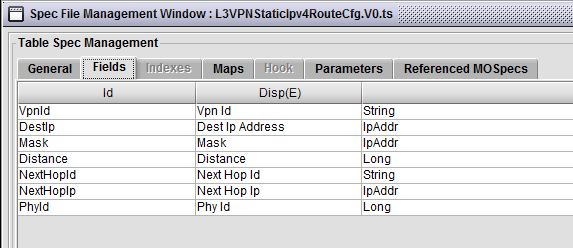 Spec File Management Window : L3VPNStaticIpv4RouteCfg.V0.ts
Table Spec Management
General Fields Indexes Maps Hook Parameters Referenced MOSpecs
Id Disp(E)
VpnId Vpn Id String
DestIp Dest Ip Address IpAddr
Mask Mask IpAddr
Distance Distance Long
NextHopId Next Hop Id String
NextHopIp Next Hop Ip IpAddr
PhyId Phy Id Long